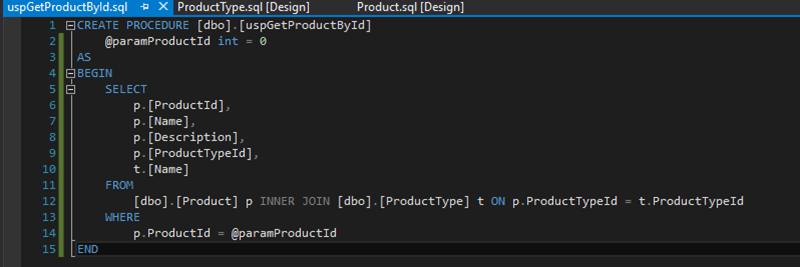 uspGetProductById.sql ProductType.sql [Design] Product.sql [Design]
1 CREATE PROCEDURE [dbo].[uspGetProductById]
2 @paramProductId int = 0
3 AS
4 BEGIN
5 SELECT
6 p.[ProductId],
7 p.[Name],
8 p.[Description],
9 p.[ProductTypeId],
10 t.[Name]
11 FROM
12 [dbo].[Product] p INNER JOIN [dbo].[ProductType] t ON p.ProductTypeId = t.ProductTypeId
13 WHERE
14 p.ProductId = @paramProductId
15 END